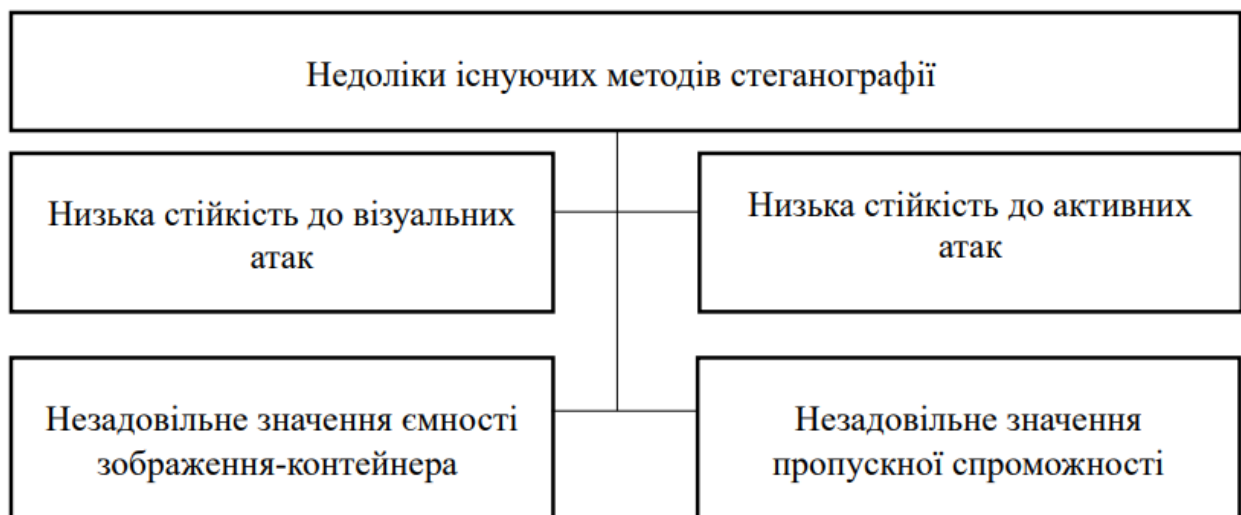 Недоліки існуючих методів стеганографії
Низька стійкість до візуальних
атак
Низька стійкість до активних
атак
Незадовільне значення ємності
зображення-контейнера
Незадовільне значення
пропускної спроможності